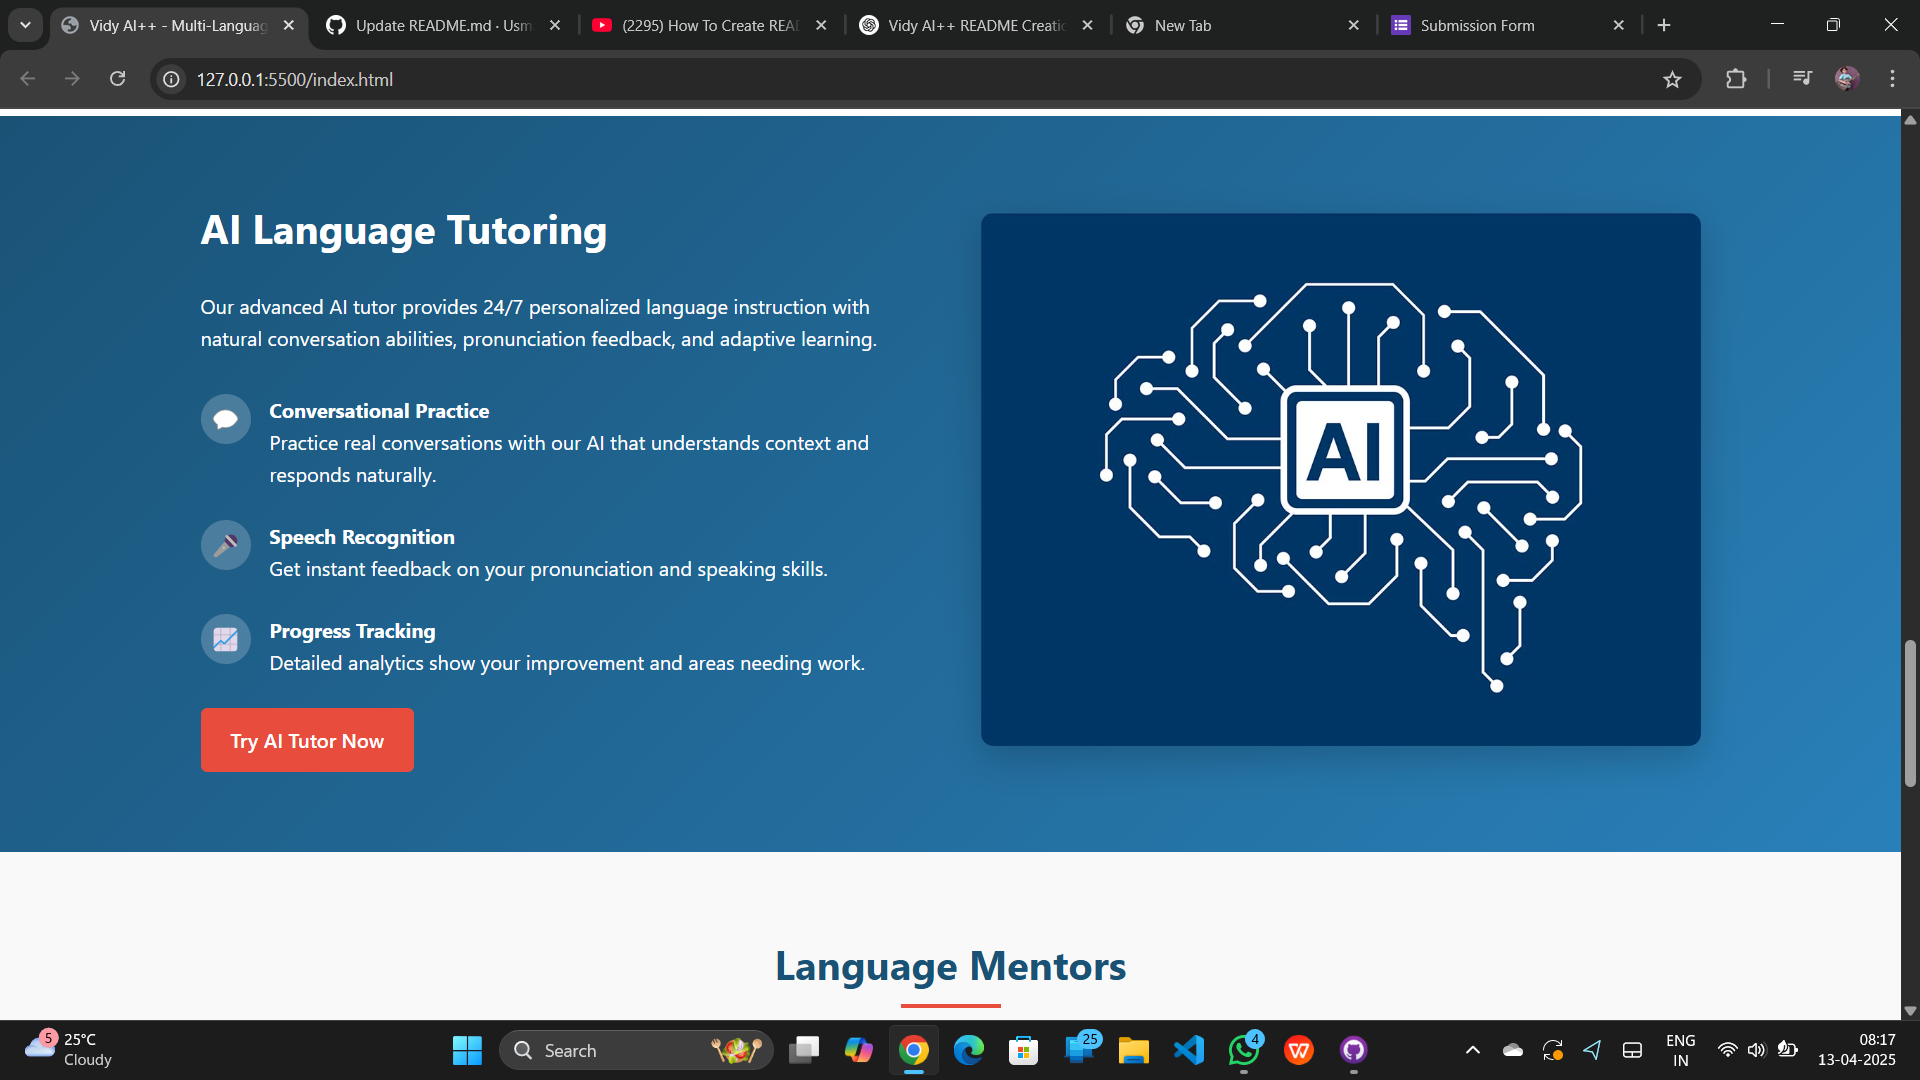 Vidy AI++ - Multi-Languag
Update README.md · Usm
(2295) How To Create REA
Vidy AI++ README Creatio
New Tab
Submission Form
127.0.0.1:5500/index.html
AI Language Tutoring
Our advanced AI tutor provides 24/7 personalized language instruction with
natural conversation abilities, pronunciation feedback, and adaptive learning.
Conversational Practice
Practice real conversations with our AI that understands context and
responds naturally.
Speech Recognition
Get instant feedback on your pronunciation and speaking skills.
Progress Tracking
Detailed analytics show your improvement and areas needing work.
Try AI Tutor Now
AI
Language Mentors
5
25°C
Cloudy
Search
25
4
W
ENG
IN
08:17
13-04-2025